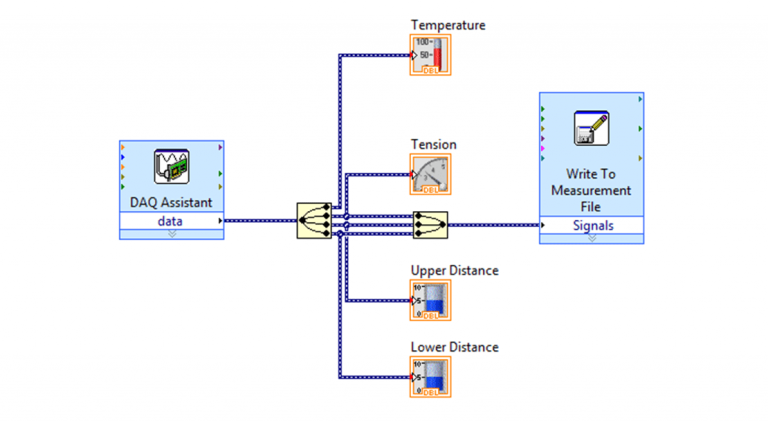 Temperature
100
50
DBL
Tension
DBL
DAQ Assistant
data
Write To
Measurement
File
Signals
Upper Distance
10
5
0
DBL
Lower Distance
10
5
0
DBL